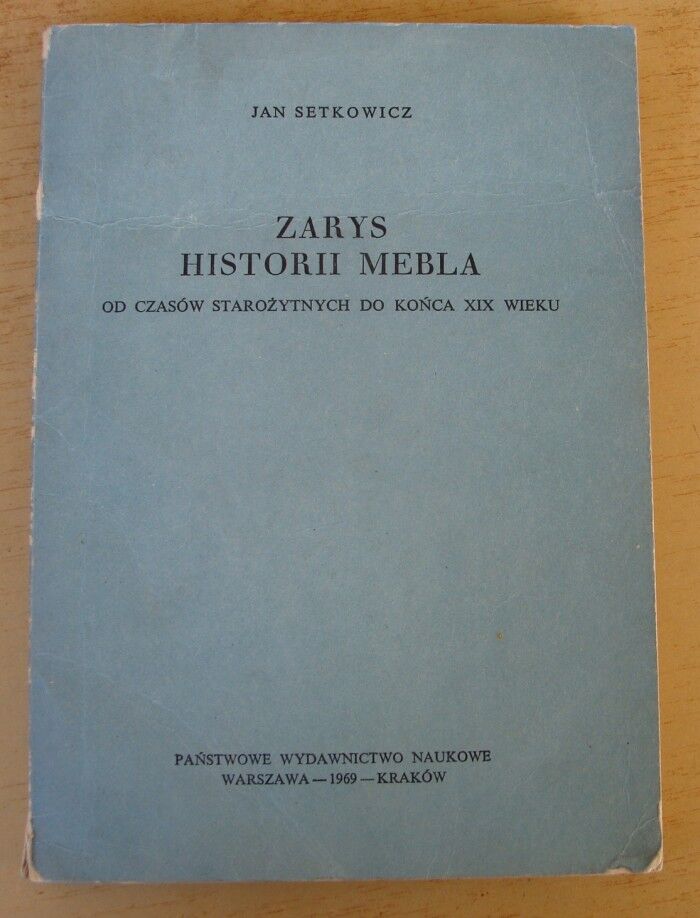 JAN SETKOWICZ
ZARYS
HISTORII MEBLA
OD CZASÓW STAROŻYTNYCH DO KOŃCA XIX WIEKU
PAŃSTWOWE WYDAWNICTWO NAUKOWE
WARSZAWA — 1969 — KRAKÓW